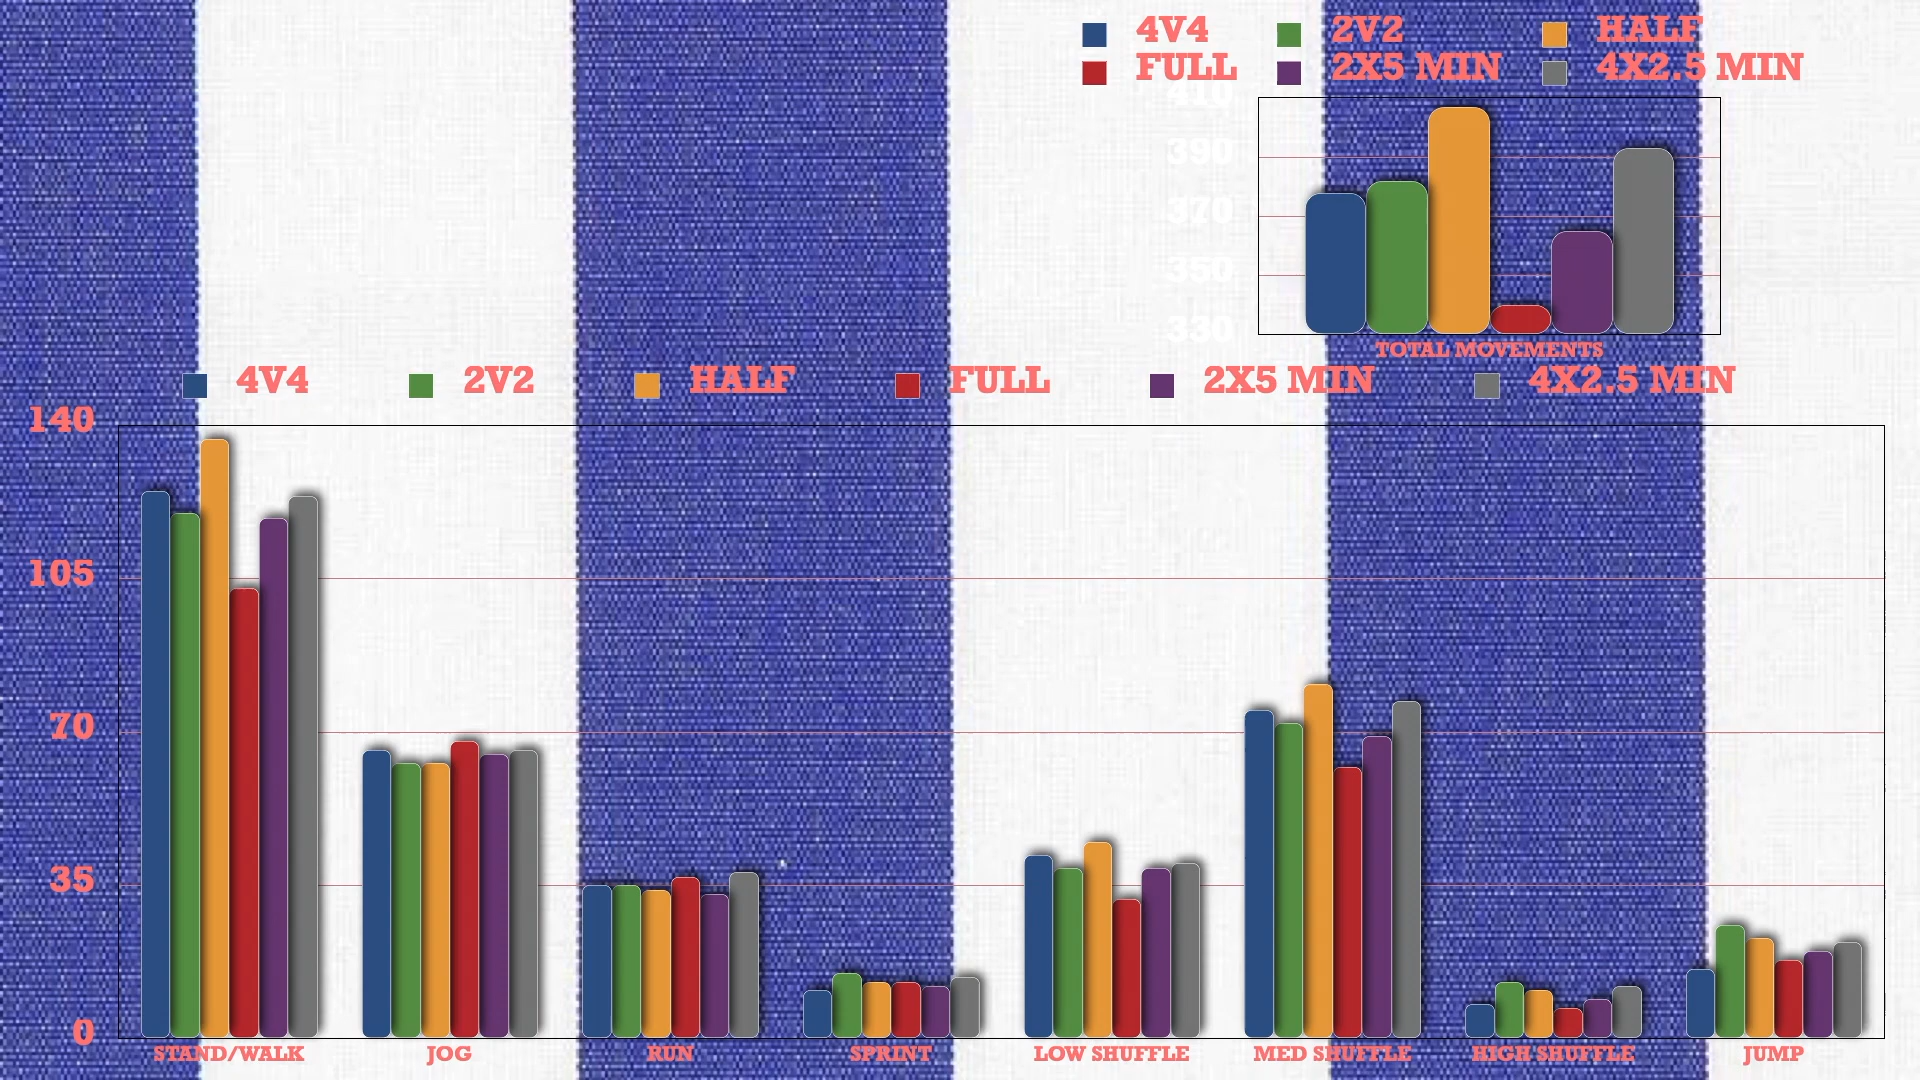 4V4 2V2 HALF
FULL 2X5 MIN 4X2.5 MIN
410
390
370
350
330
TOTAL MOVEMENTS
4V4 2V2 HALF FULL 2X5 MIN 4X2.5 MIN
140
105
70
35
0
STAND/WALK JOG RUN SPRINT LOW SHUFFLE MED SHUFFLE HIGH SHUFFLE JUMP